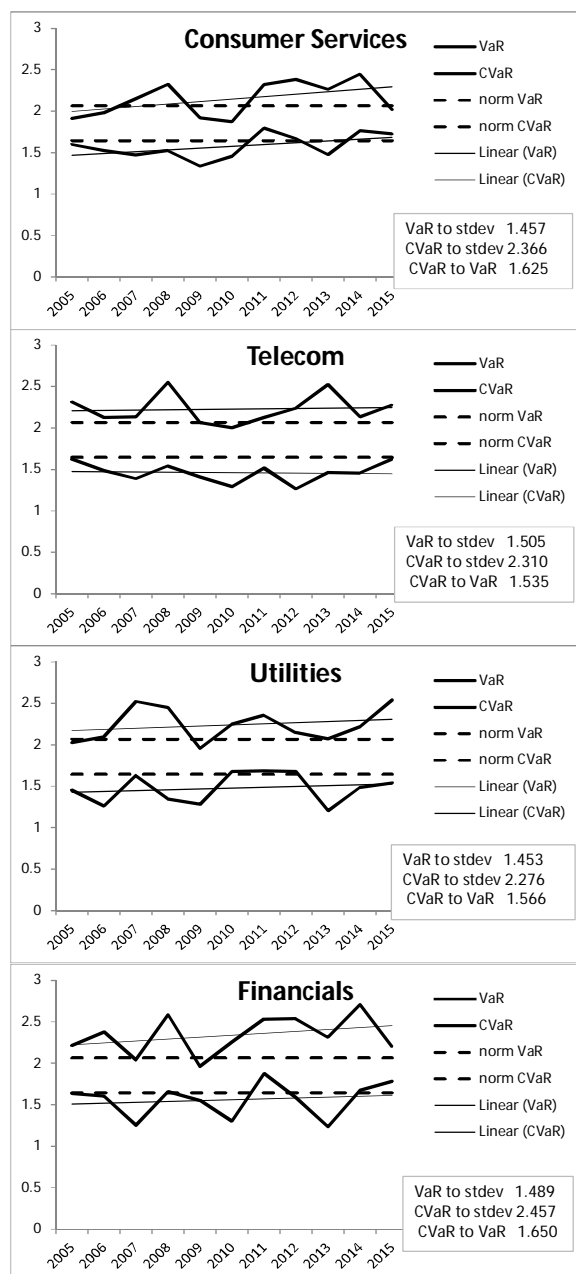 Consumer Services
3
2.5
2
1.5
1
0.5
0
2005 2006 2007 2008 2009 2010 2011 2012 2013 2014 2015
VaR
CVaR
norm VaR
norm CVaR
Linear (VaR)
Linear (CVaR)
VaR to stdev 1.457
CVaR to stdev 2.366
CVaR to VaR 1.625
Telecom
3
2.5
2
1.5
1
0.5
0
2005 2006 2007 2008 2009 2010 2011 2012 2013 2014 2015
VaR
CVaR
norm VaR
norm CVaR
Linear (VaR)
Linear (CVaR)
VaR to stdev 1.505
CVaR to stdev 2.310
CVaR to VaR 1.535
Utilities
3
2.5
2
1.5
1
0.5
0
2005 2006 2007 2008 2009 2010 2011 2012 2013 2014 2015
VaR
CVaR
norm VaR
norm CVaR
Linear (VaR)
Linear (CVaR)
VaR to stdev 1.453
CVaR to stdev 2.276
CVaR to VaR 1.566
Financials
3
2.5
2
1.5
1
0.5
0
2005 2006 2007 2008 2009 2010 2011 2012 2013 2014 2015
VaR
CVaR
norm VaR
norm CVaR
Linear (VaR)
Linear (CVaR)
VaR to stdev 1.489
CVaR to stdev 2.457
CVaR to VaR 1.650